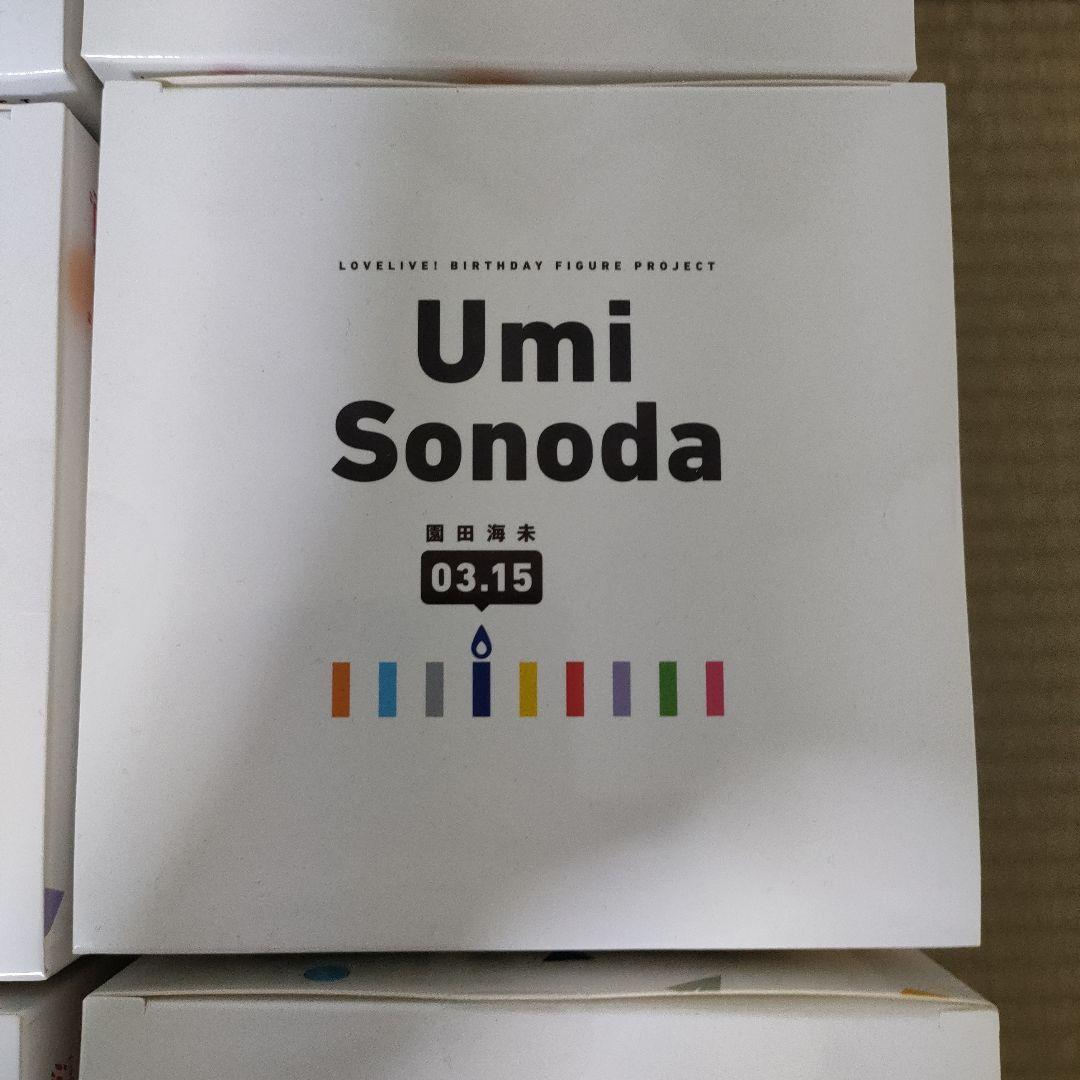 LOVELIVE! BIRTHDAY FIGURE PROJECT
Umi
Sonoda
園田海未
03.15